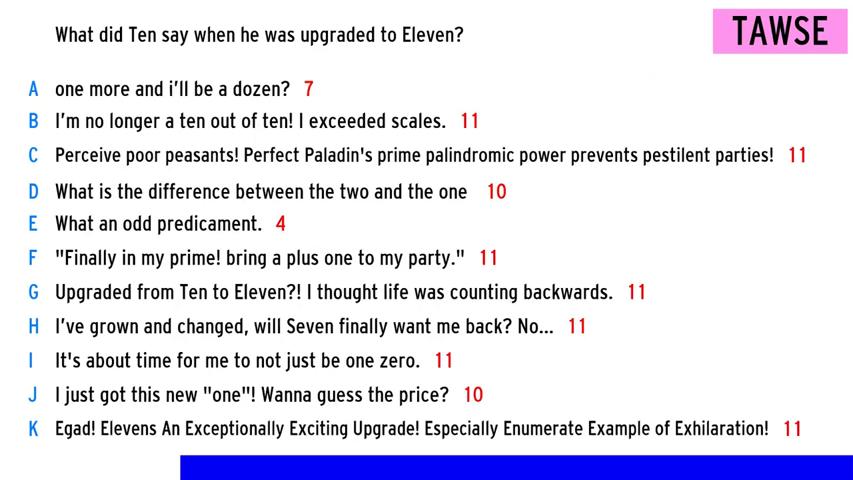 What did Ten say when he was upgraded to Eleven?
TAWSE
A one more and i'll be a dozen? 7
B I'm no longer a ten out of ten! I exceeded scales. 11
C Perceive poor peasants! Perfect Paladin's prime palindromic power prevents pestilent parties! 11
D What is the difference between the two and the one 10
E What an odd predicament. 4
F "Finally in my prime! bring a plus one to my party." 11
G Upgraded from Ten to Eleven?! I thought life was counting backwards. 11
H I've grown and changed, will Seven finally want me back? No... 11
I It's about time for me to not just be one zero. 11
J I just got this new "one"! Wanna guess the price? 10
K Egad! Elevens An Exceptionally Exciting Upgrade! Especially Enumerate Example of Exhilaration! 11